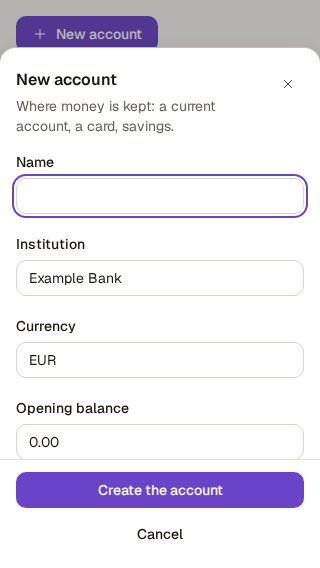 New account
New account
Where money is kept: a current
account, a card, savings.
Name
Institution
Example Bank
Currency
EUR
Opening balance
0.00
Create the account
Cancel